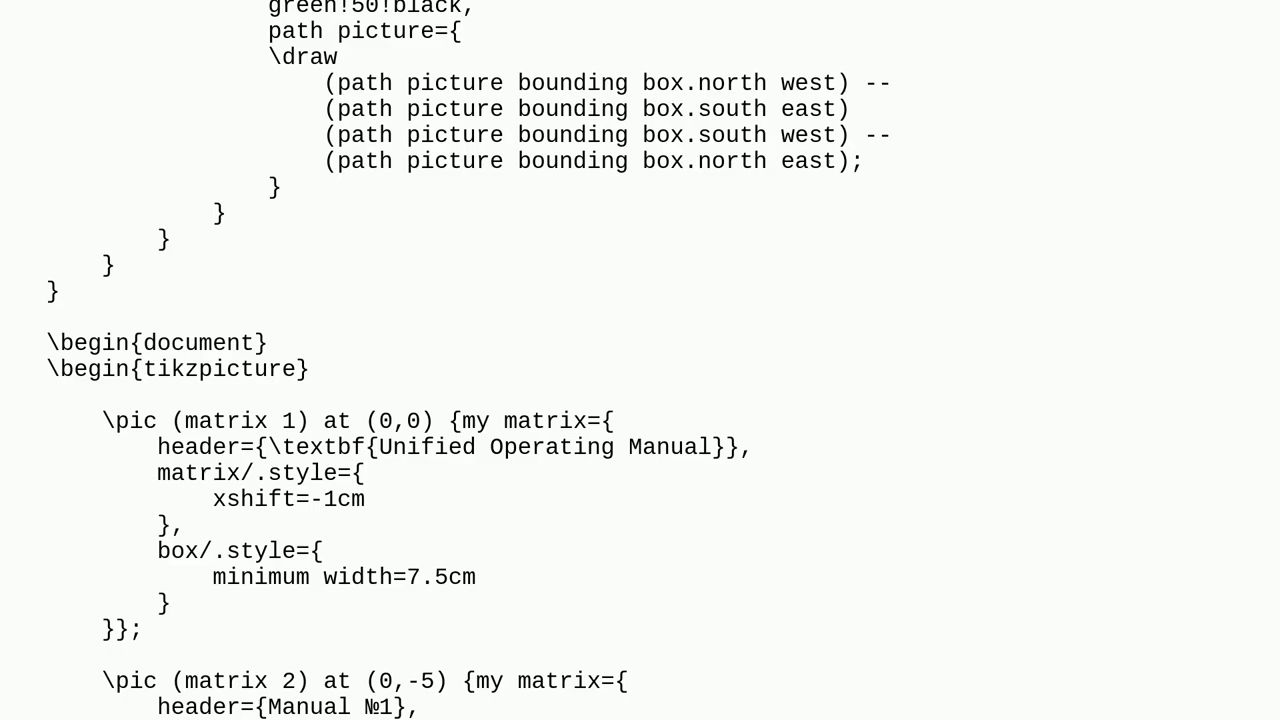 green!50!black,
path picture={
\draw
(path picture bounding box.north west) --
(path picture bounding box.south east)
(path picture bounding box.south west) --
(path picture bounding box.north east);
}
}
}
}
}
\begin{document}
\begin{tikzpicture}
\pic (matrix 1) at (0,0) {my matrix={
header={\textbf{Unified Operating Manual}},
matrix/.style={
xshift=-1cm
},
box/.style={
minimum width=7.5cm
}
}};
\pic (matrix 2) at (0,-5) {my matrix={
header={Manual №1},